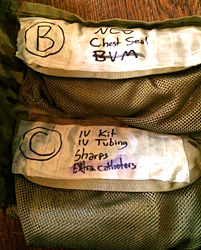 B
NCD
Chest Seal
BVM
C
IV Kit
IV Tubing
Sharps
Extra catheters